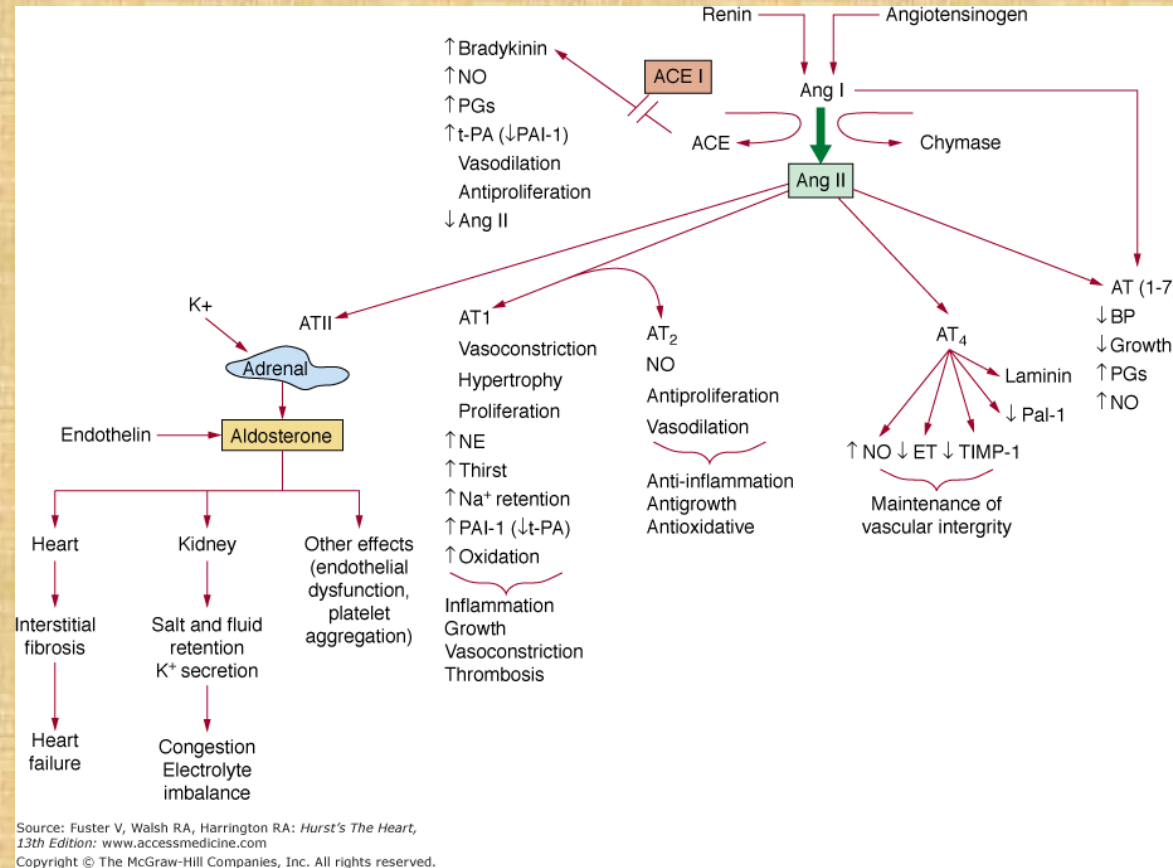 Renin
Angiotensinogen
↑Bradykinin
↑NO
↑PGs
↑t-PA (↓PAI-1)
Vasodilation
Antiproliferation
↓Ang II
ACE I
Ang I
ACE
Chymase
Ang II
K+
ATII
Adrenal
Endothelin
Aldosterone
Heart
Interstitial
fibrosis
Heart
failure
Kidney
Salt and fluid
retention
K⁺ secretion
Congestion
Electrolyte
imbalance
Other effects
(endothelial
dysfunction,
platelet
aggregation)
AT1
Vasoconstriction
Hypertrophy
Proliferation
↑NE
↑Thirst
↑Na⁺ retention
↑PAI-1 (↓t-PA)
↑Oxidation
Inflammation
Growth
Vasoconstriction
Thrombosis
AT₂
NO
Antiproliferation
Vasodilation
Anti-inflammation
Antigrowth
Antioxidative
AT₄
Laminin
↓Pal-1
↑NO ↓ET ↓TIMP-1
Maintenance of
vascular intergrity
AT (1-7
↓BP
↓Growth
↑PGs
↑NO
Source: Fuster V, Walsh RA, Harrington RA: Hurst's The Heart,
13th Edition: www.accessmedicine.com
Copyright © The McGraw-Hill Companies, Inc. All rights reserved.